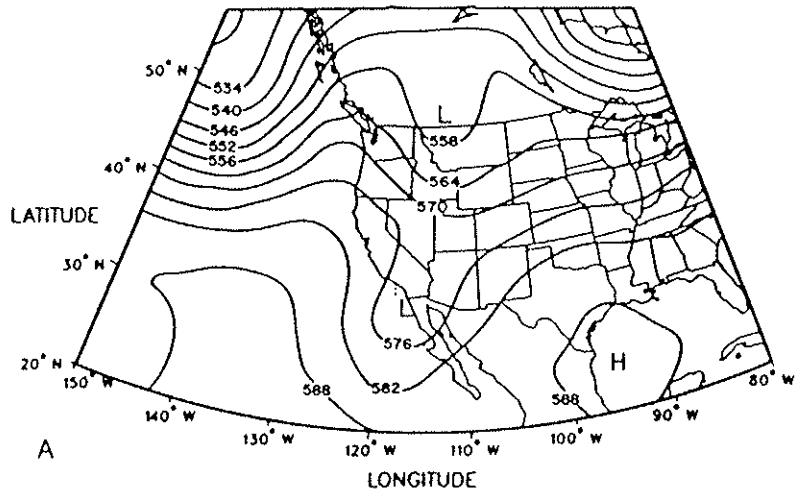 50° N
534
540
546
552
556
L
558
40° N
564
570
LATITUDE
30° N
L
576
H
20° N
150° W
588
582
588
80° W
140° W
90° W
130° W
100° W
120° W
110° W
A
LONGITUDE